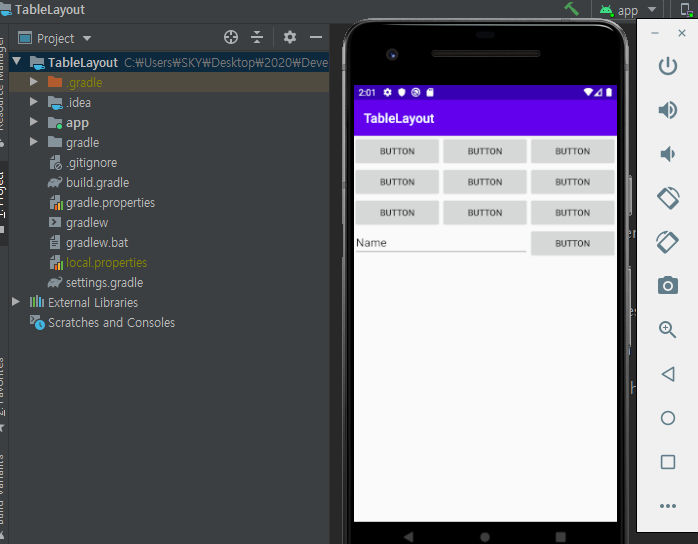 TableLayout
app
Project
Resource Manager
1: Project
TableLayout C:₩Users₩SKY₩Desktop₩2020₩Deve
.gradle
.idea
app
gradle
.gitignore
build.gradle
gradle.properties
gradlew
gradlew.bat
local.properties
settings.gradle
External Libraries
Scratches and Consoles
2: Favorites
Build Variants
2:01
TableLayout
BUTTON BUTTON BUTTON
BUTTON BUTTON BUTTON
BUTTON BUTTON BUTTON
Name BUTTON